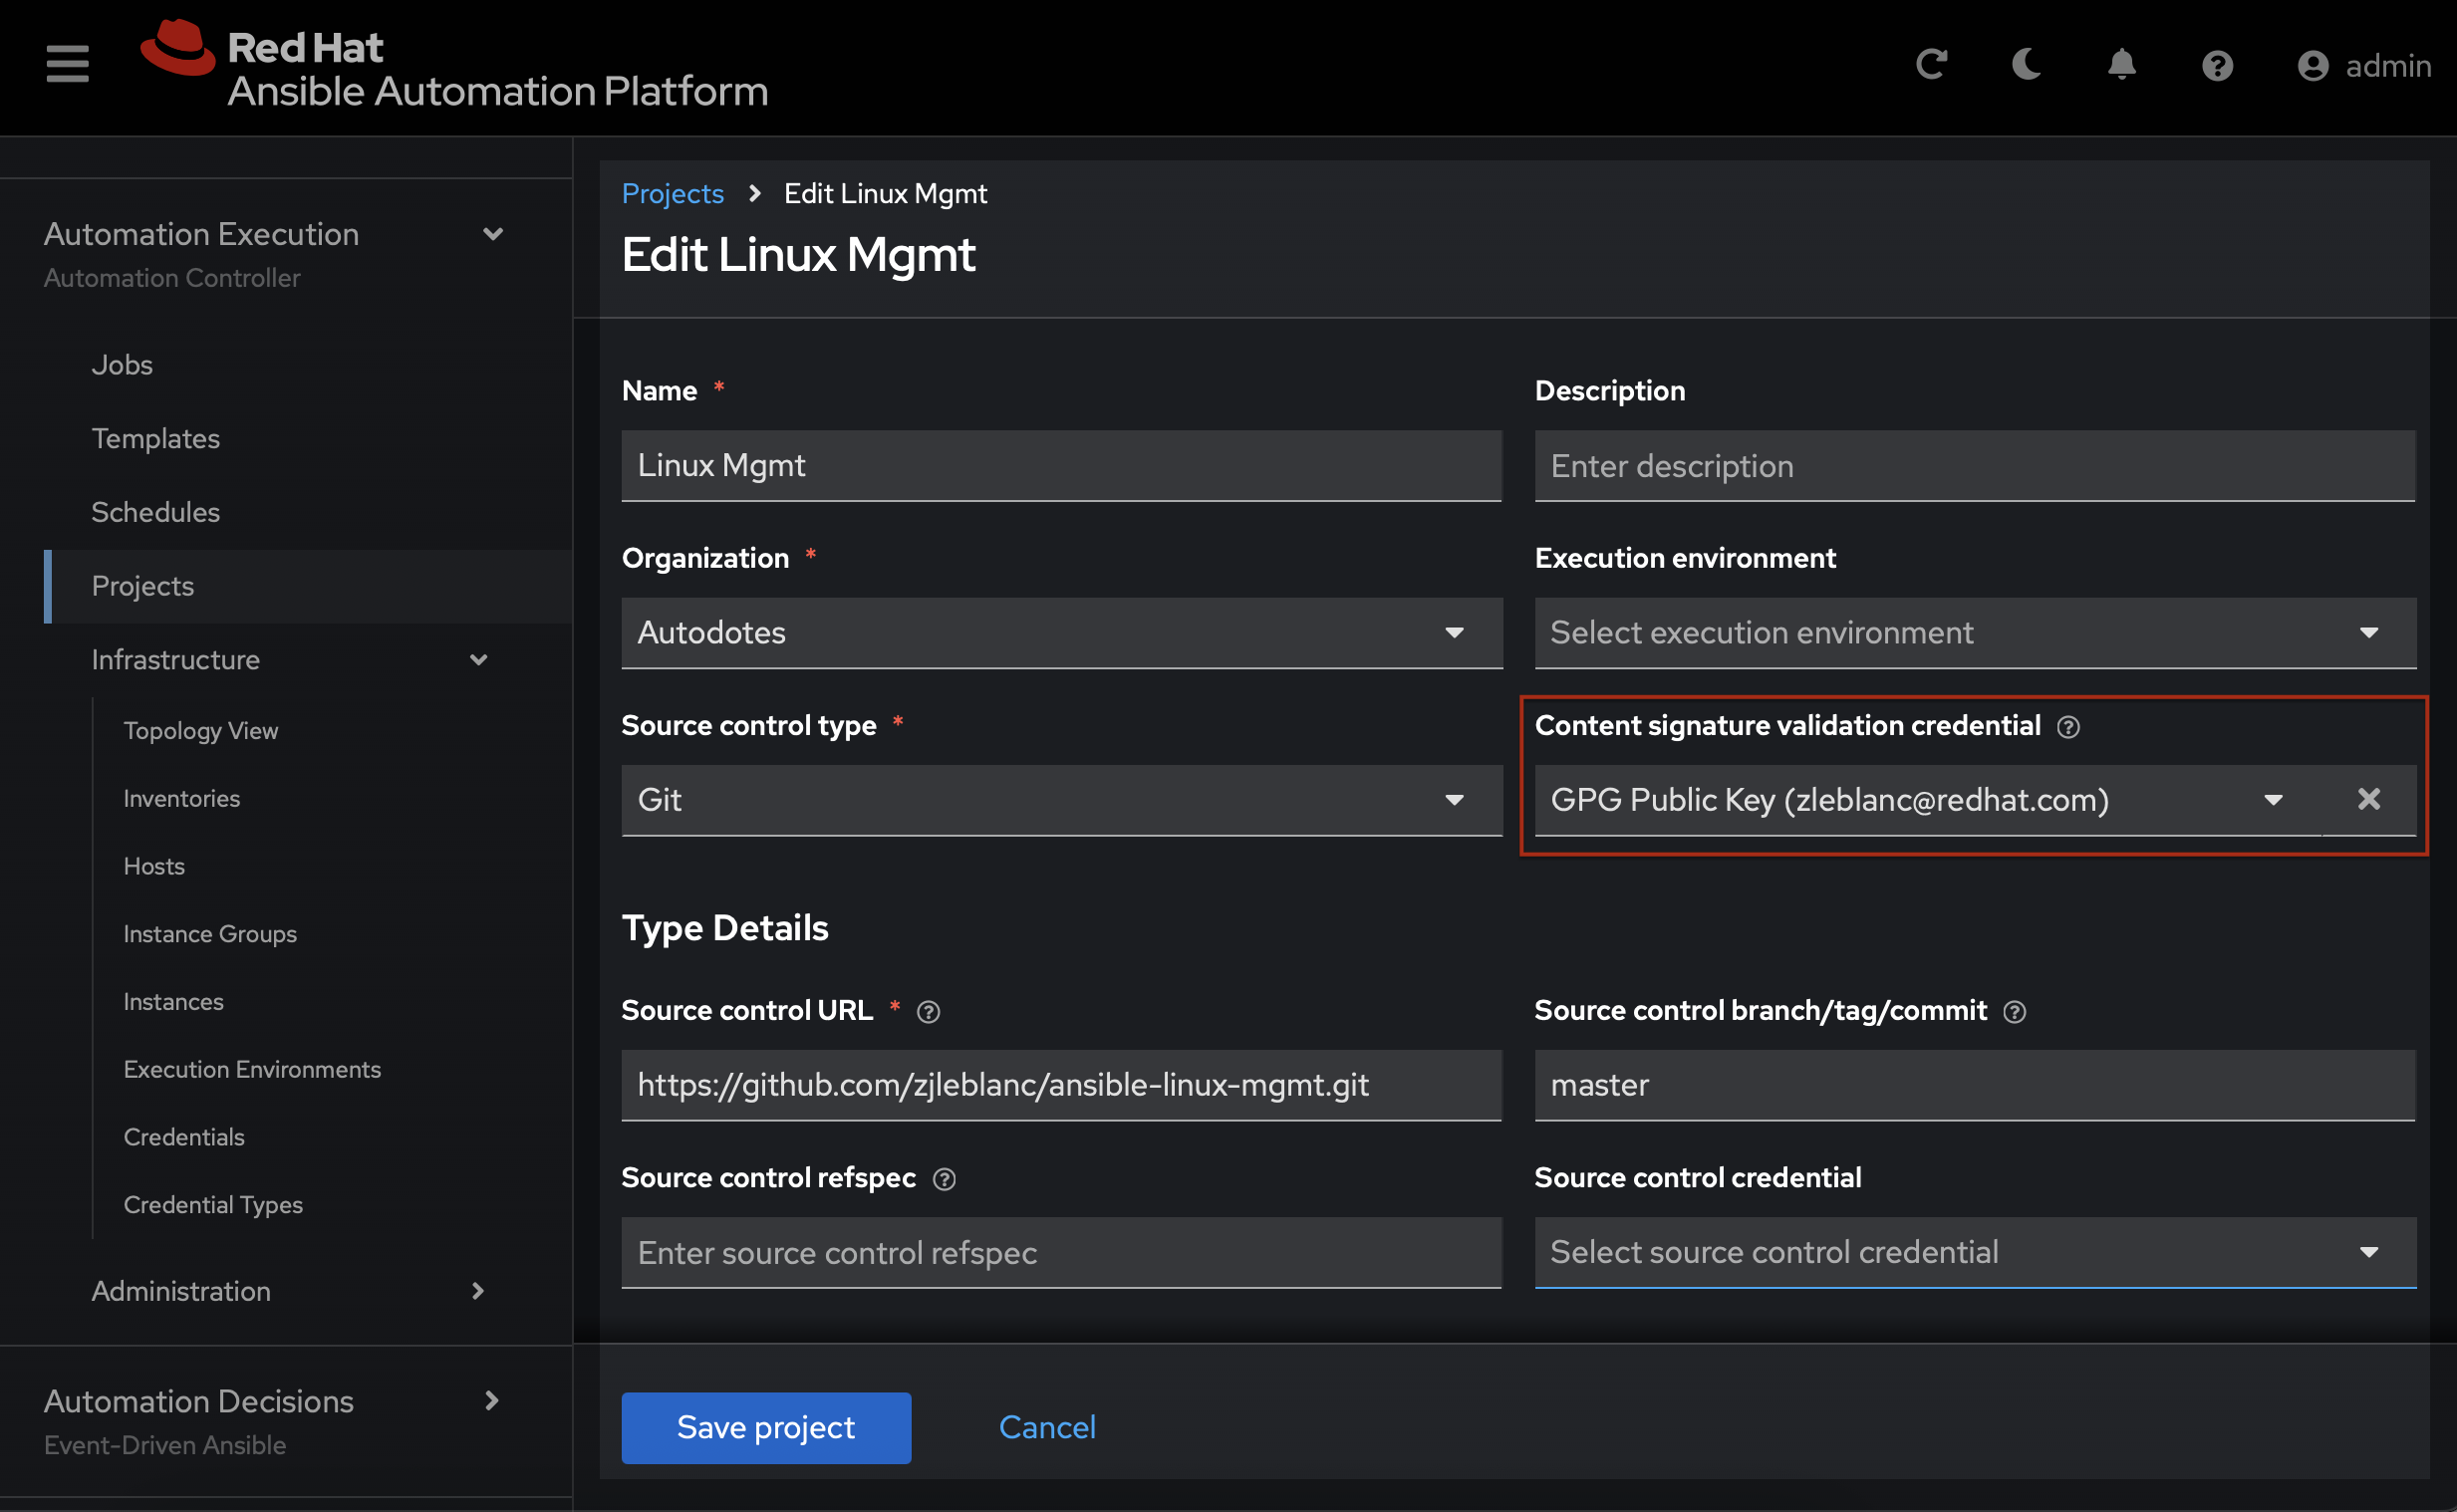 Red Hat
Ansible Automation Platform
admin
Automation Execution
Automation Controller
Jobs
Templates
Schedules
Projects
Infrastructure
Topology View
Inventories
Hosts
Instance Groups
Instances
Execution Environments
Credentials
Credential Types
Administration
Automation Decisions
Event-Driven Ansible
Projects > Edit Linux Mgmt
Edit Linux Mgmt
Name *
Linux Mgmt
Description
Enter description
Organization *
Autodotes
Execution environment
Select execution environment
Source control type *
Git
Content signature validation credential
GPG Public Key (zleblanc@redhat.com)
Type Details
Source control URL *
https://github.com/zjleblanc/ansible-linux-mgmt.git
Source control branch/tag/commit
master
Source control refspec
Enter source control refspec
Source control credential
Select source control credential
Save project
Cancel